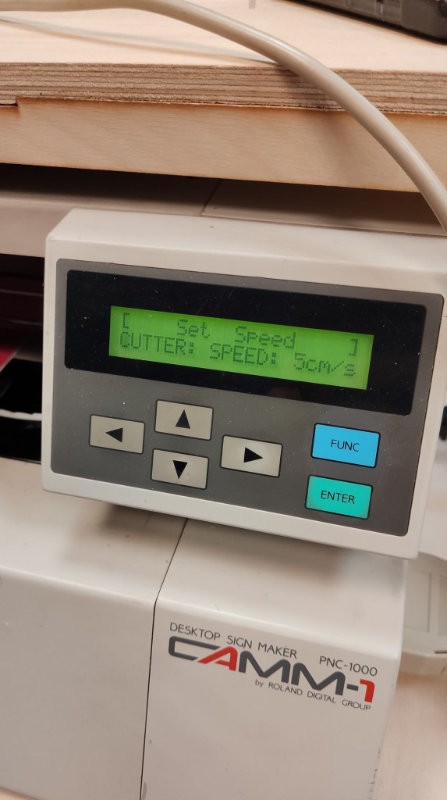 [ Set Speed ]
CUTTER: SPEED: 5cm/s
FUNC
ENTER
DESKTOP SIGN MAKER PNC-1000
CAMM-1
by ROLAND DIGITAL GROUP